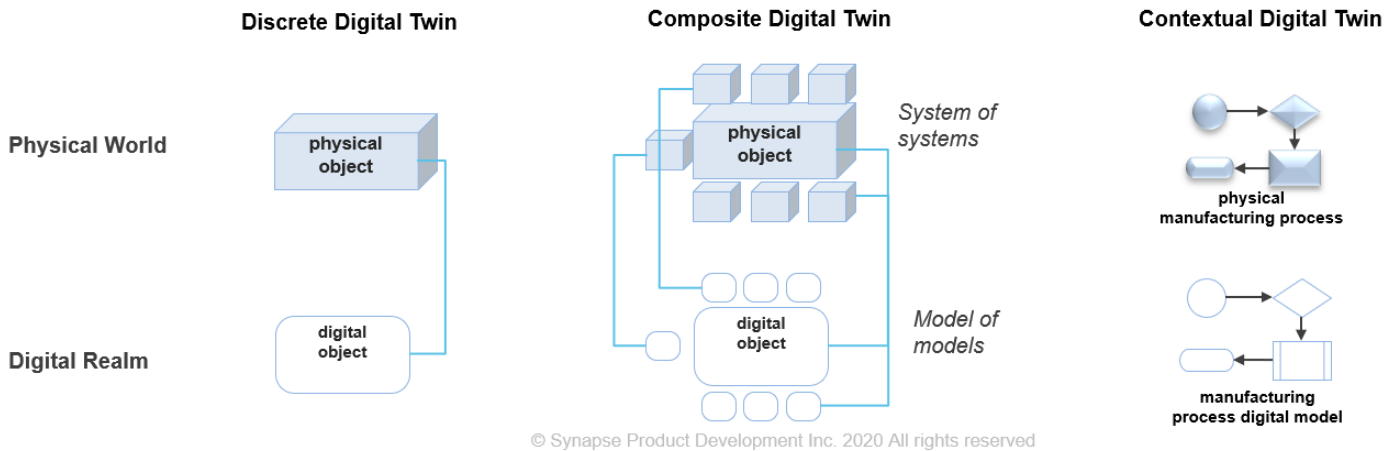 Discrete Digital Twin
Composite Digital Twin
Contextual Digital Twin
Physical World
physical
object
physical
object
System of
systems
physical
manufacturing process
Digital Realm
digital
object
digital
object
Model of
models
manufacturing
process digital model
© Synapse Product Development Inc. 2020 All rights reserved